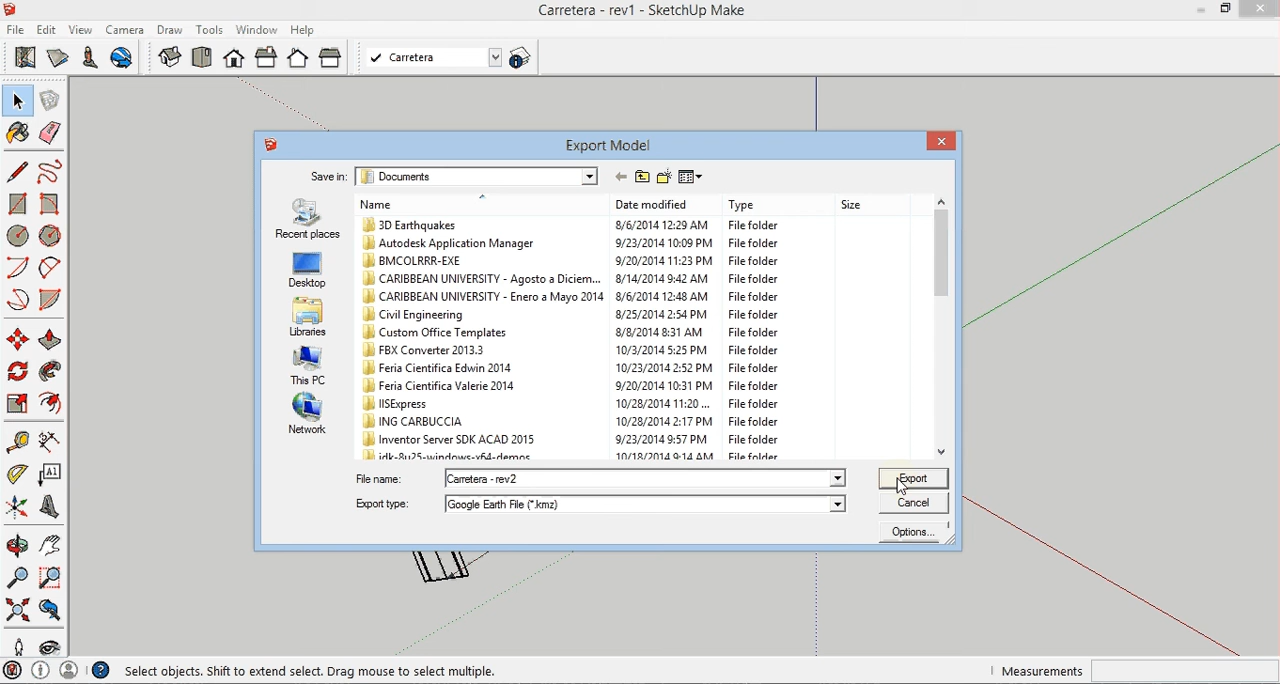 Carretera - rev1 - SketchUp Make
File Edit View Camera Draw Tools Window Help
Carretera
Export Model
Save in: Documents
Name Date modified Type Size
3D Earthquakes 8/6/2014 12:29 AM File folder
Autodesk Application Manager 9/23/2014 10:09 PM File folder
BMCOLRRR-EXE 9/20/2014 11:23 PM File folder
CARIBBEAN UNIVERSITY - Agosto a Diciem... 8/14/2014 9:42 AM File folder
CARIBBEAN UNIVERSITY - Enero a Mayo 2014 8/6/2014 12:48 AM File folder
Civil Engineering 8/25/2014 2:54 PM File folder
Custom Office Templates 8/8/2014 8:31 AM File folder
FBX Converter 2013.3 10/3/2014 5:25 PM File folder
Feria Cientifica Edwin 2014 10/23/2014 2:52 PM File folder
Feria Cientifica Valerie 2014 9/20/2014 10:31 PM File folder
IISExpress 10/28/2014 11:20 ... File folder
ING CARBUCCIA 10/28/2014 2:17 PM File folder
Inventor Server SDK ACAD 2015 9/23/2014 9:57 PM File folder
jdk-8u25-windows-x64-demos 10/18/2014 9:14 AM File folder
Recent places
Desktop
Libraries
This PC
Network
File name: Carretera - rev2 Export
Export type: Google Earth File (*.kmz) Cancel
Options...
A1
Select objects. Shift to extend select. Drag mouse to select multiple. Measurements